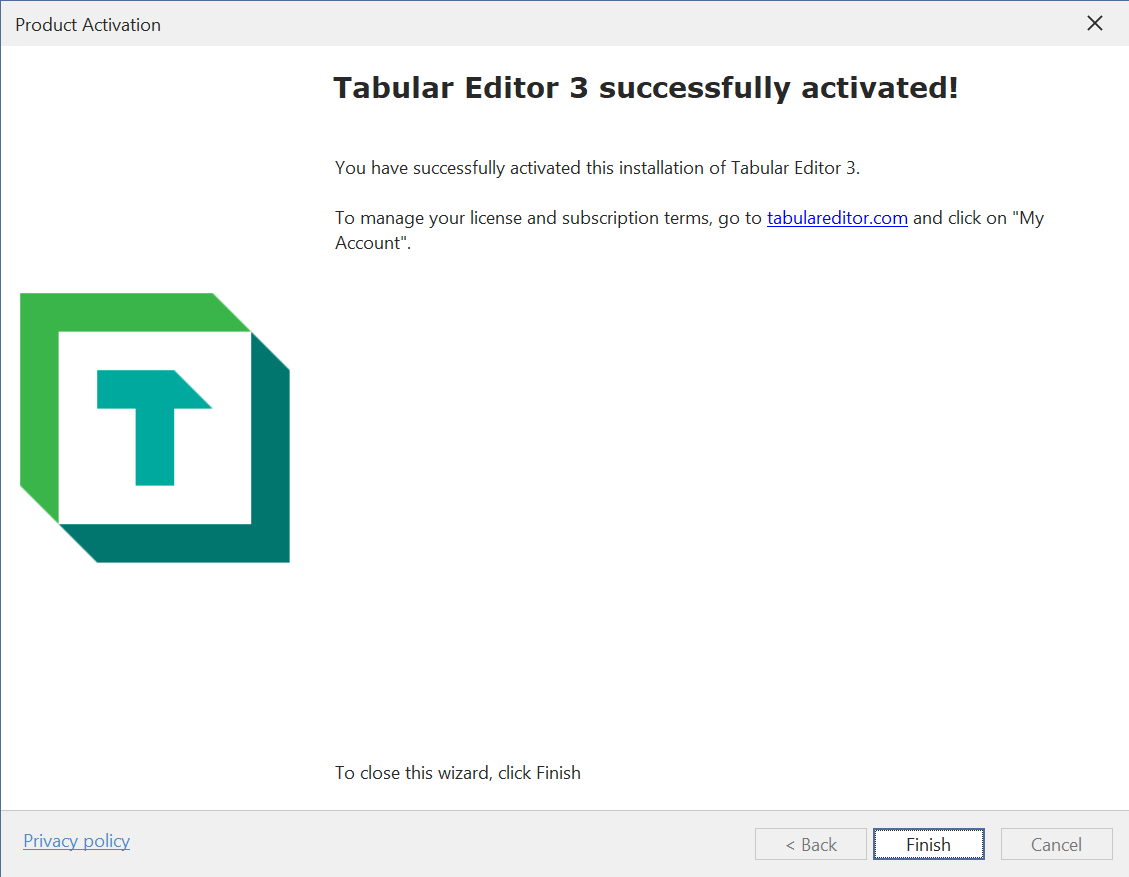 Product Activation
Tabular Editor 3 successfully activated!
You have successfully activated this installation of Tabular Editor 3.
To manage your license and subscription terms, go to tabulareditor.com and click on "My
Account".
T
To close this wizard, click Finish
Privacy policy
< Back
Finish
Cancel